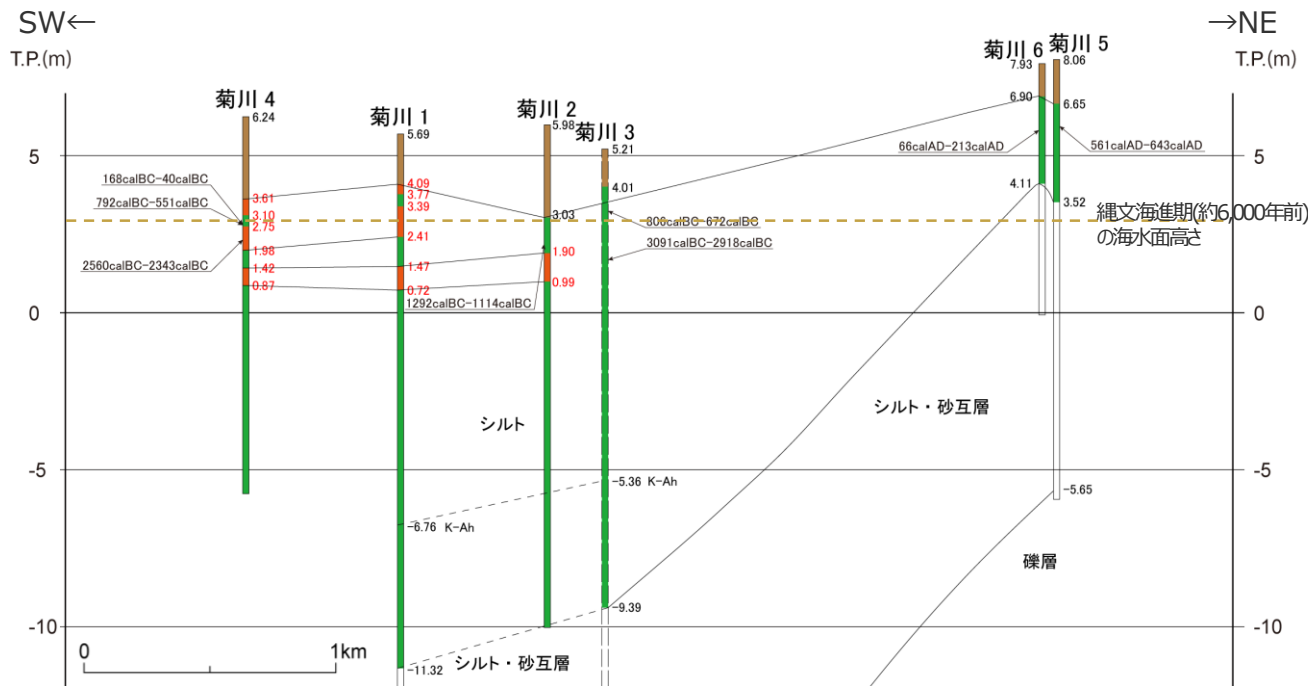 SW←
→NE
T.P.(m)
T.P.(m)
菊川 4
6.24
菊川 1
5.69
菊川 2
5.98
菊川 3
5.21
菊川 6
7.93
菊川 5
8.06
6.90
6.65
66calAD-213calAD
561calAD-643calAD
5
5
168calBC-40calBC
792calBC-551calBC
2560calBC-2343calBC
3.61
3.10
2.75
1.98
1.42
0.87
4.09
3.77
3.39
2.41
1.47
0.72
3.03
1.90
0.99
1292calBC-1114calBC
4.01
806calBC-672calBC
3091calBC-2918calBC
4.11
3.52
縄文海進期(約6,000年前)
の海水面高さ
0
0
シルト
シルト・砂互層
-5
-5
-5.36 K-Ah
-5.65
-6.76 K-Ah
礫層
-9.39
-10
-10
0
1km
-11.32
シルト・砂互層